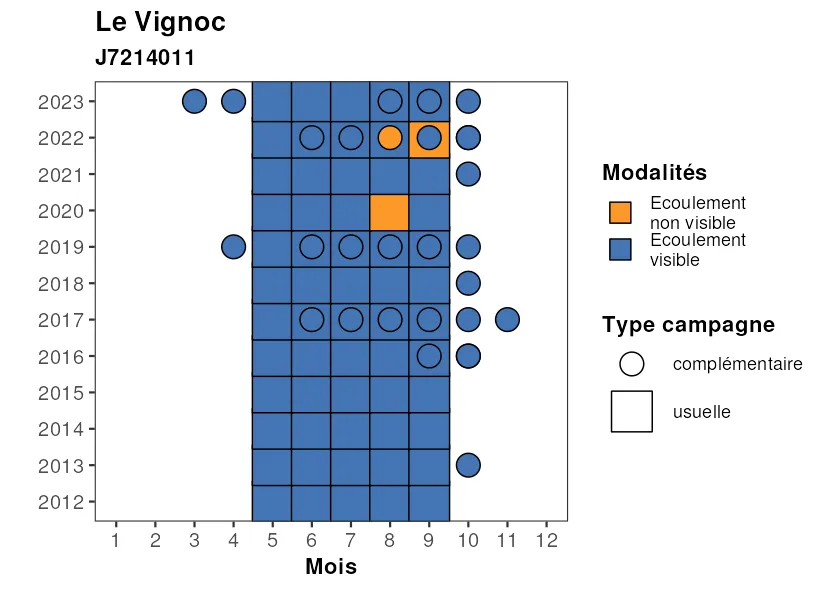 Le Vignoc
J7214011
2023
2022
2021
2020
2019
2018
2017
2016
2015
2014
2013
2012
1 2 3 4 5 6 7 8 9 10 11 12
Mois
Modalités
Ecoulement
non visible
Ecoulement
visible
Type campagne
complémentaire
usuelle